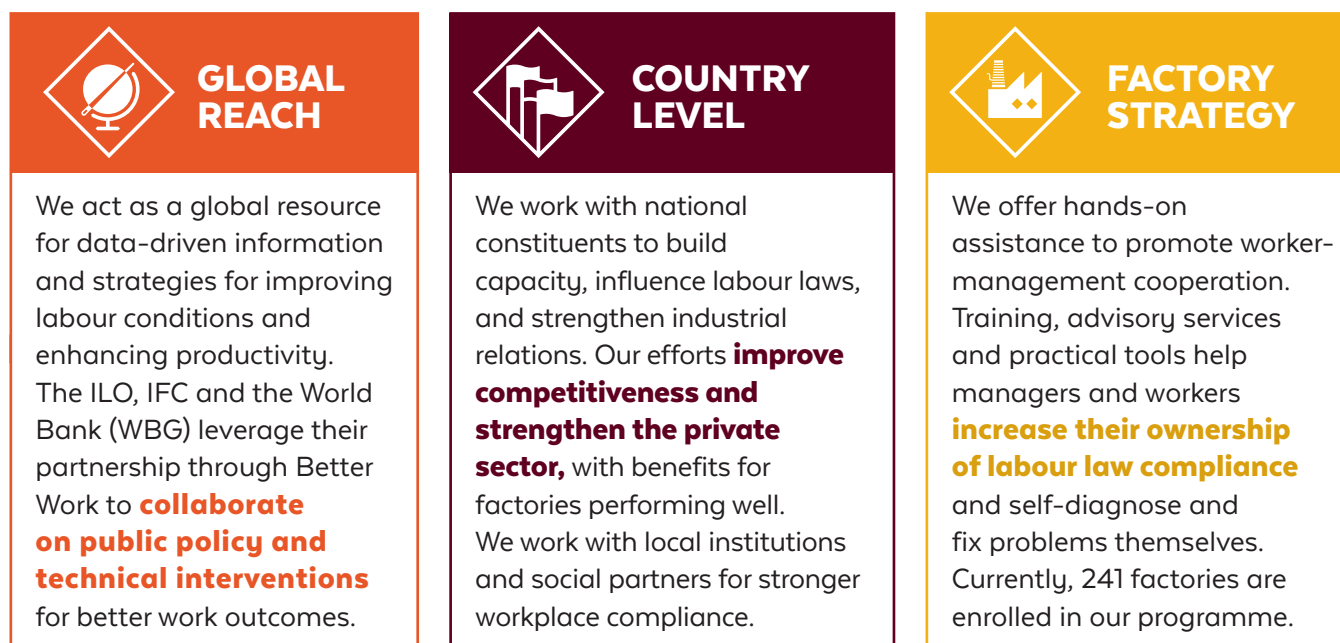 GLOBAL
REACH
We act as a global resource
for data-driven information
and strategies for improving
labour conditions and
enhancing productivity.
The ILO, IFC and the World
Bank (WBG) leverage their
partnership through Better
Work to collaborate
on public policy and
technical interventions
for better work outcomes.
COUNTRY
LEVEL
We work with national
constituents to build
capacity, influence labour laws,
and strengthen industrial
relations. Our efforts improve
competitiveness and
strengthen the private
sector, with benefits for
factories performing well.
We work with local institutions
and social partners for stronger
workplace compliance.
FACTORY
STRATEGY
We offer hands-on
assistance to promote worker-
management cooperation.
Training, advisory services
and practical tools help
managers and workers
increase their ownership
of labour law compliance
and self-diagnose and
fix problems themselves.
Currently, 241 factories are
enrolled in our programme.